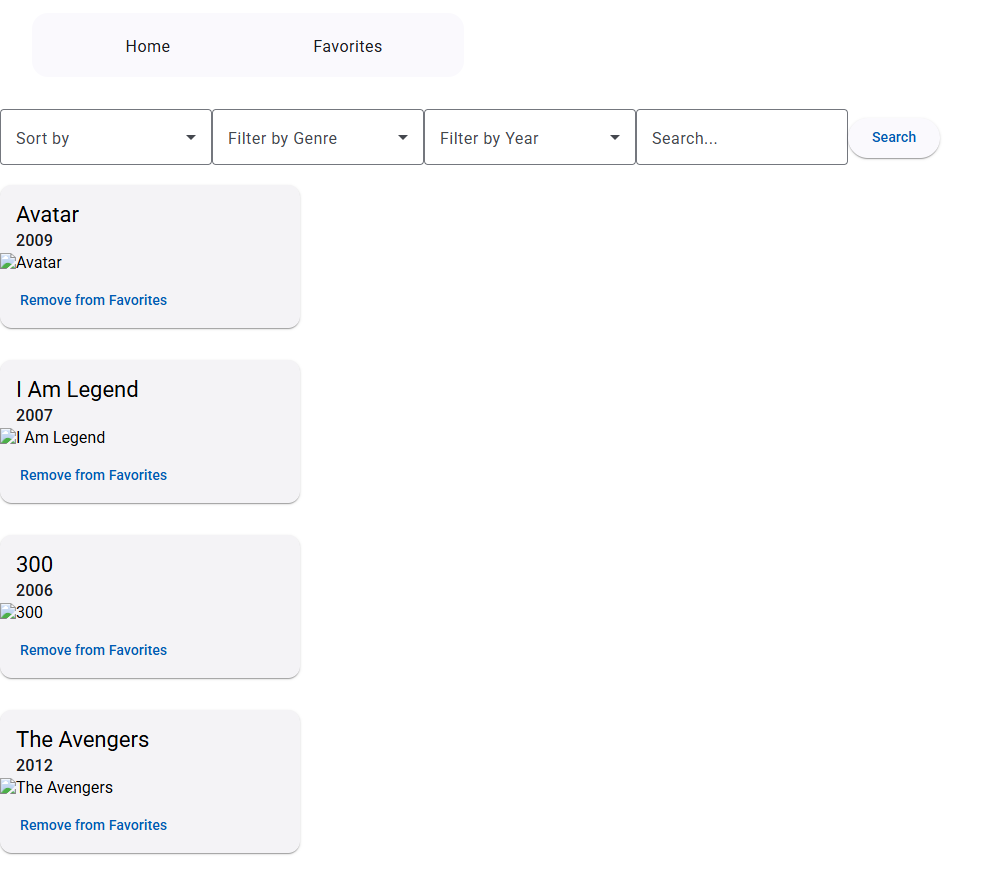 Home Favorites
Sort by Filter by Genre Filter by Year Search... Search
Avatar
2009
Avatar
Remove from Favorites
I Am Legend
2007
I Am Legend
Remove from Favorites
300
2006
300
Remove from Favorites
The Avengers
2012
The Avengers
Remove from Favorites